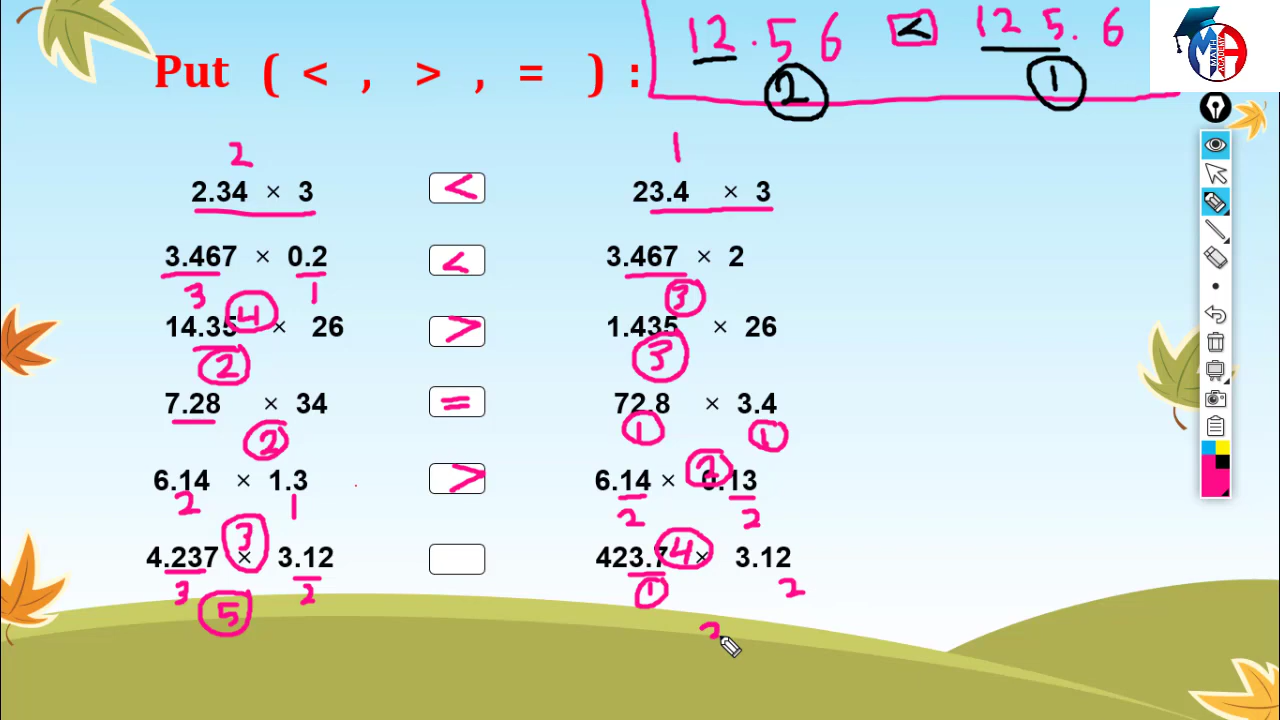 12.56 < 125.6
2 1
MATH ACADEMY
Put ( < , > , = ) :
2 1
2.34 × 3 < 23.4 × 3
3.467 × 0.2 < 3.467 × 2
3 4 1 3
14.35 × 26 > 1.435 × 26
2 3
7.28 × 34 = 72.8 × 3.4
2 1 1
2
6.14 × 1.3 > 6.14 × 0.13
2 1 2 2
3 4
4.237 × 3.12 423.7 × 3.12
3 2 1 2
5